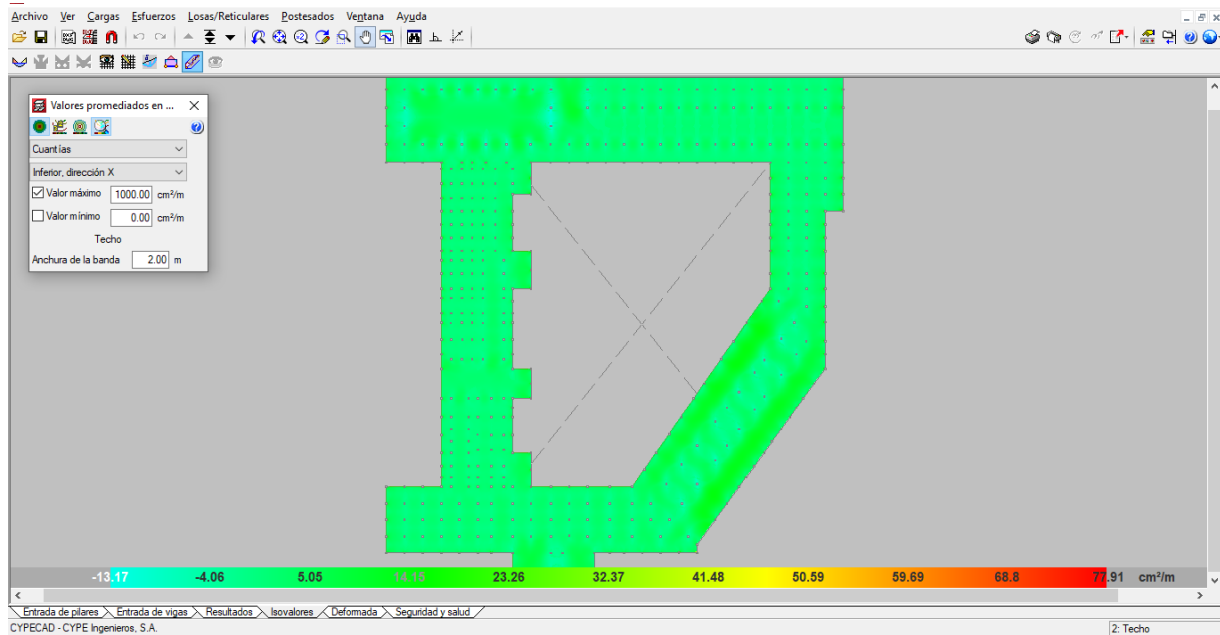 Archivo Ver Cargas Esfuerzos Losas/Reticulares Postesados Ventana Ayuda
Valores promediados en ...
Cuantías
Inferior, dirección X
Valor máximo 1000.00 cm²/m
Valor mínimo 0.00 cm²/m
Techo
Anchura de la banda 2.00 m
-13.17 -4.06 5.05 14.16 23.26 32.37 41.48 50.59 59.69 68.8 77.91 cm²/m
Entrada de pilares Entrada de vigas Resultados Isovalores Deformada Seguridad y salud
CYPECAD - CYPE Ingenieros, S.A. 2: Techo